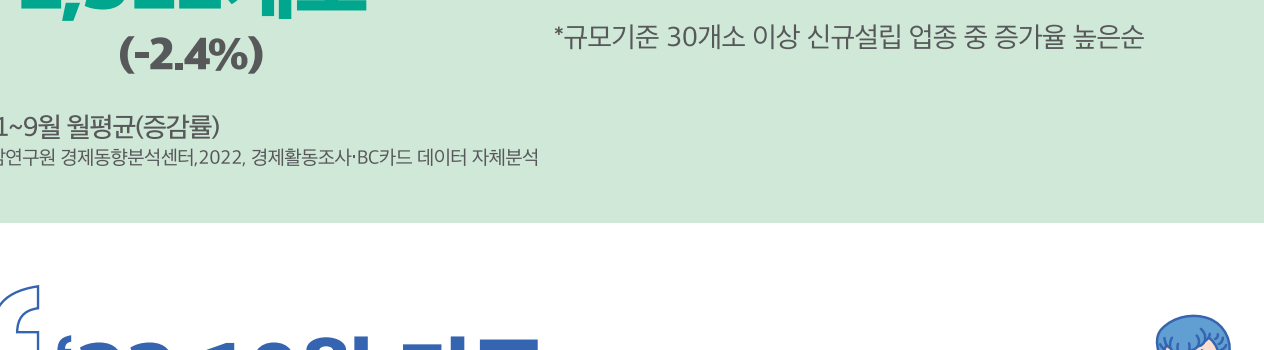 (-2.4%)
*규모기준 30개소 이상 신규설립 업종 중 증가율 높은순
1~9월 월평균(증감률)
연구원 경제동향분석센터,2022, 경제활동조사·BC카드 데이터 자체분석